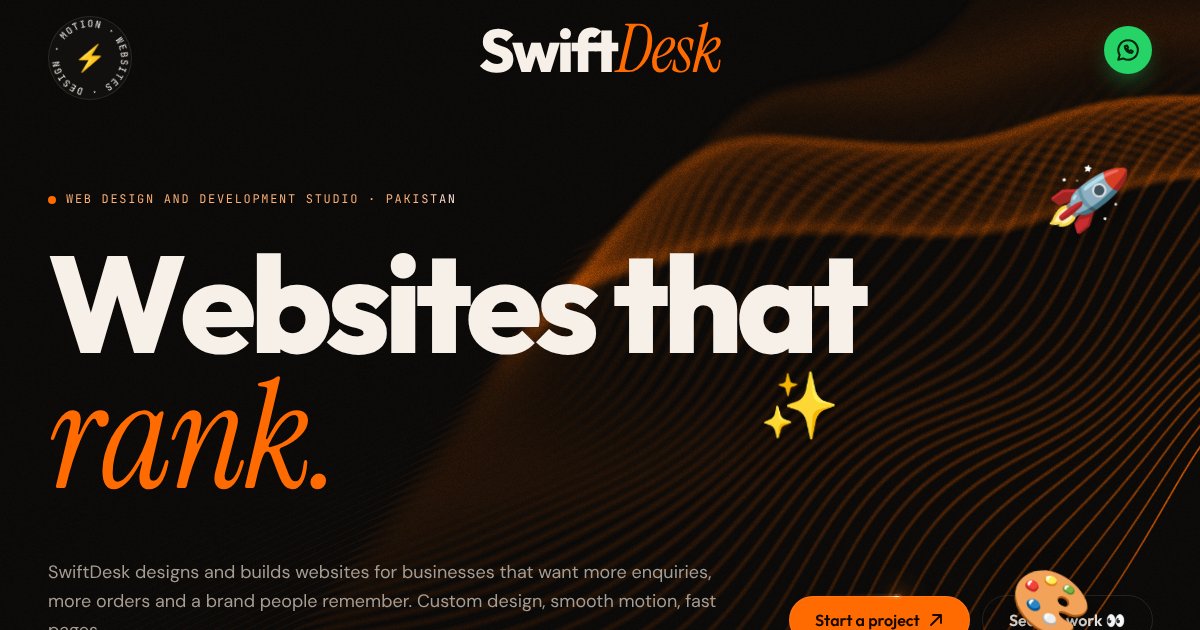 MOTION · WEBSITES · DESIGN ·
SwiftDesk
WEB DESIGN AND DEVELOPMENT STUDIO · PAKISTAN
Websites that
rank.
SwiftDesk designs and builds websites for businesses that want more enquiries,
more orders and a brand people remember. Custom design, smooth motion, fast
pages.
Start a project
work